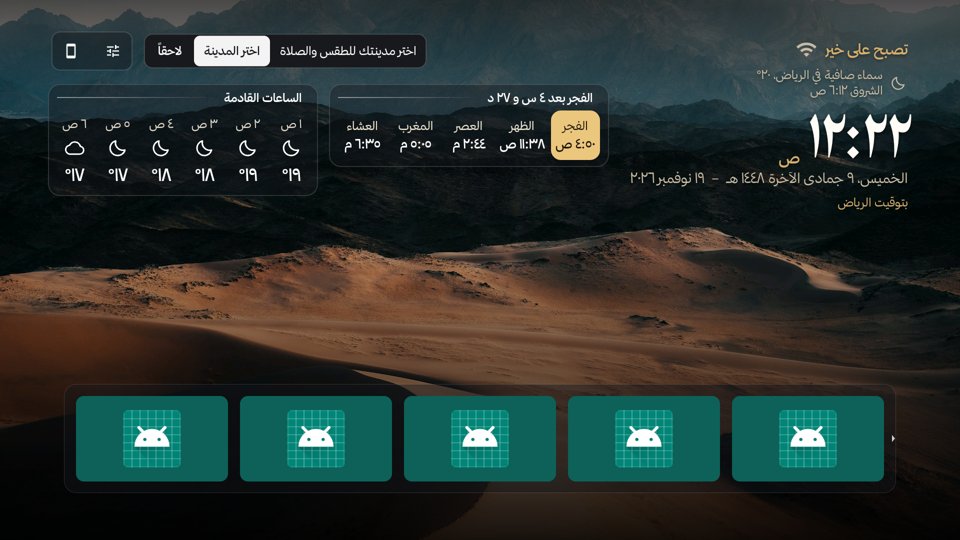 تصبح على خير
سماء صافية في الرياض، ٢٠°
الشروق ٦:١٢ ص
١٢:٢٢ ص
الخميس، ٩ جمادى الآخرة ١٤٤٨ هـ – ١٩ نوفمبر ٢٠٢٦
بتوقيت الرياض
اختر مدينتك للطقس والصلاة
اختر المدينة
لاحقاً
الفجر بعد ٤ س و ٢٧ د
الفجر الظهر العصر المغرب العشاء
٤:٥٠ ص ١١:٣٨ ص ٢:٤٤ م ٥:٠٥ م ٦:٣٥ م
الساعات القادمة
١ ص ٢ ص ٣ ص ٤ ص ٥ ص ٦ ص
١٩° ١٩° ١٨° ١٨° ١٧° ١٧°